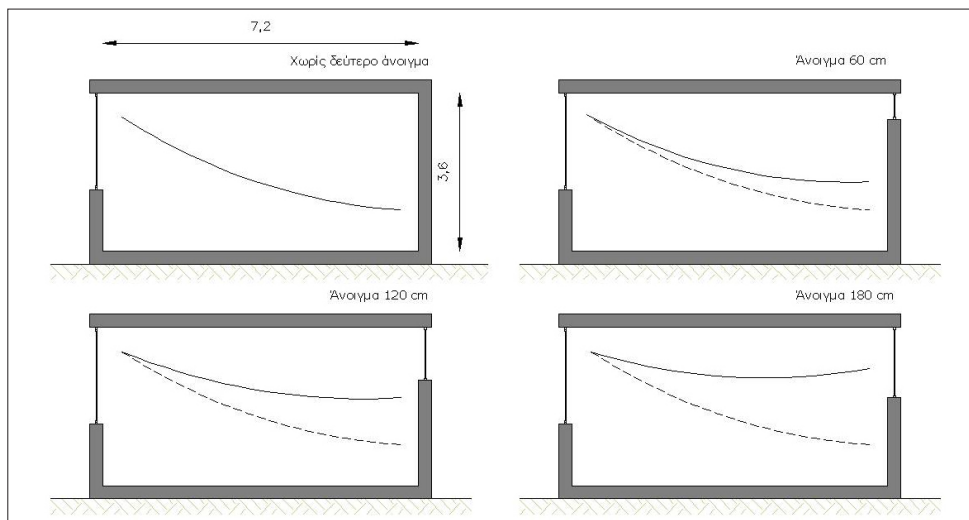 7,2
Χωρίς δεύτερο άνοιγμα
3,6
Άνοιγμα 60 cm
Άνοιγμα 120 cm
Άνοιγμα 180 cm